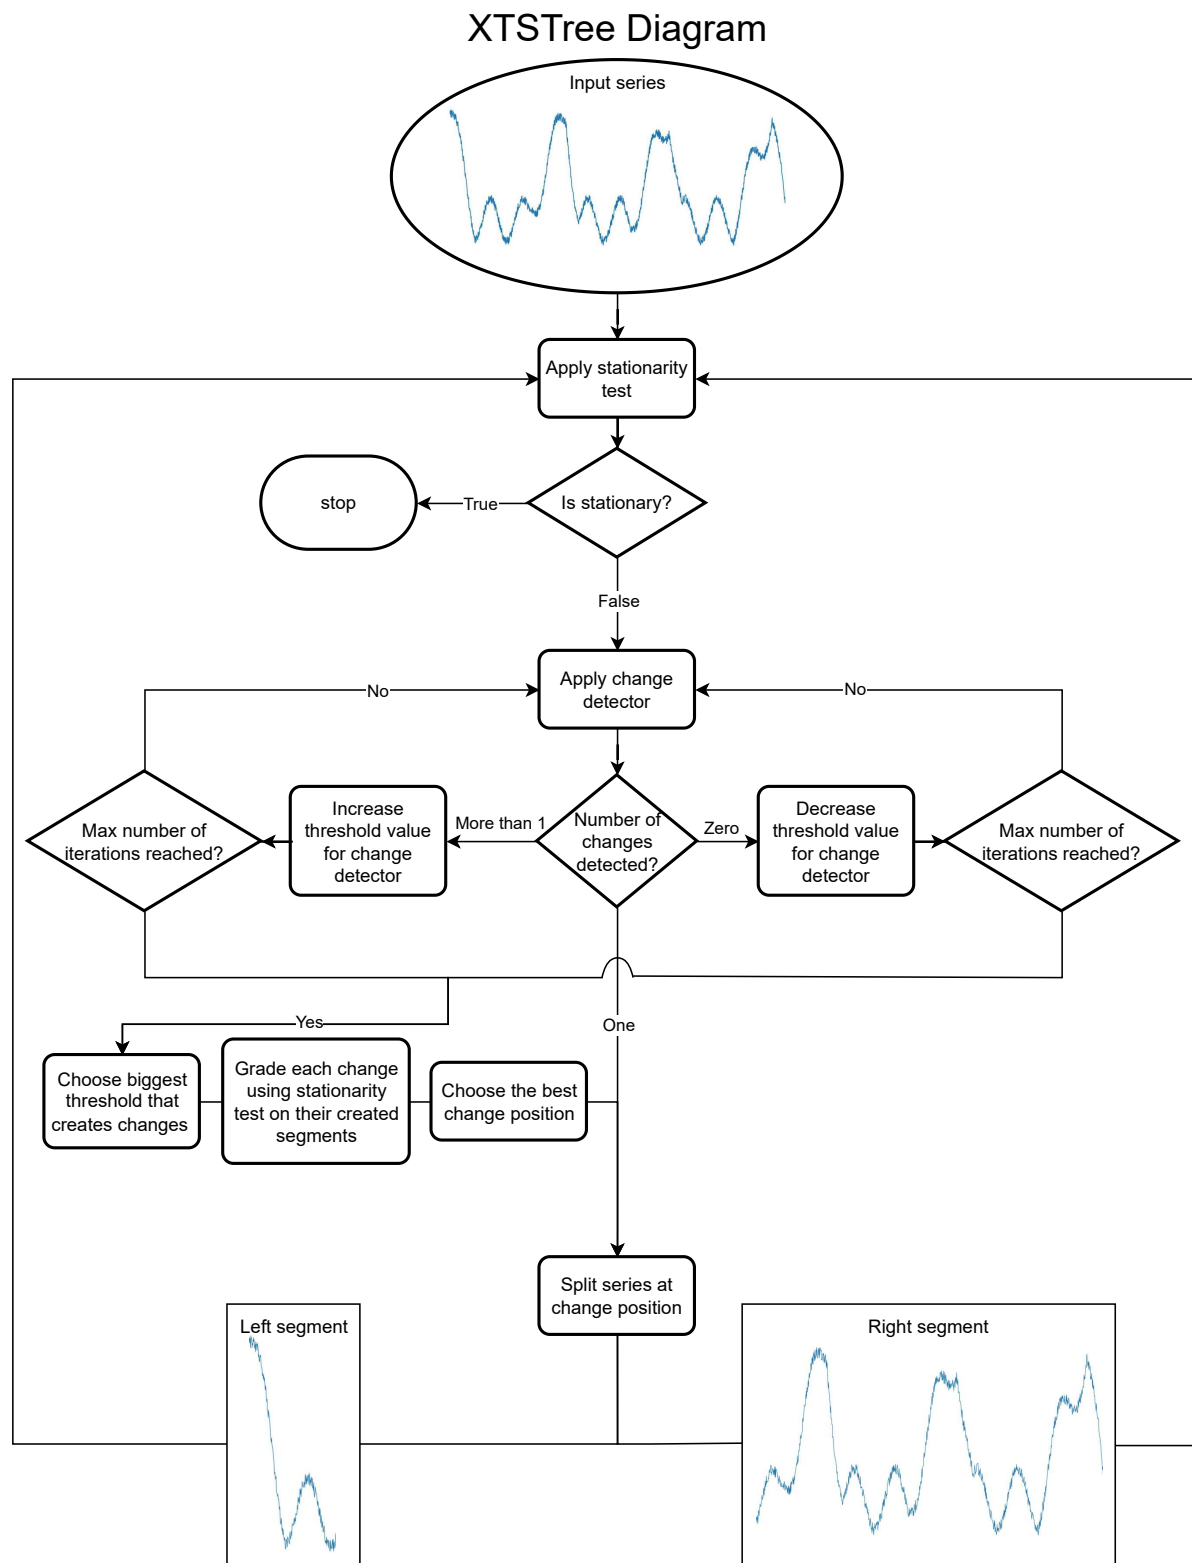 XTSTree Diagram
Input series
Apply stationarity
test
stop
True
Is stationary?
False
Apply change
detector
No
No
Max number of
iterations reached?
Increase
threshold value
for change
detector
More than 1
Number of
changes
detected?
Zero
Decrease
threshold value
for change
detector
Max number of
iterations reached?
Yes
One
Choose biggest
threshold that
creates changes
Grade each change
using stationarity
test on their created
segments
Choose the best
change position
Split series at
change position
Left segment
Right segment